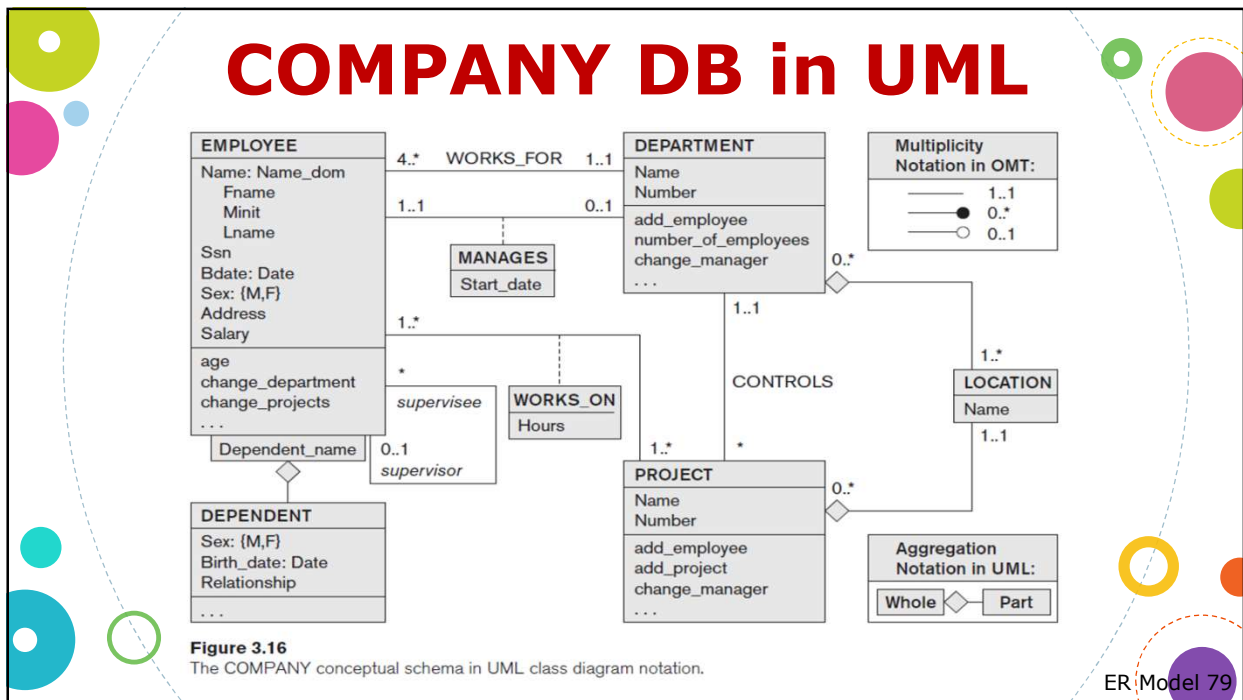 COMPANY DB in UML
EMPLOYEE
Name: Name_dom
Fname
Minit
Lname
Ssn
Bdate: Date
Sex: {M,F}
Address
Salary
age
change_department
change_projects
. . .
Dependent_name
DEPENDENT
Sex: {M,F}
Birth_date: Date
Relationship
. . .
4..* WORKS_FOR 1..1
1..1 0..1
MANAGES
Start_date
1..*
*
supervisee
0..1
supervisor
WORKS_ON
Hours
1..*
DEPARTMENT
Name
Number
add_employee
number_of_employees
change_manager
. . .
0..*
1..1
CONTROLS
*
PROJECT
Name
Number
add_employee
add_project
change_manager
. . .
0..*
Multiplicity
Notation in OMT:
1..1
0..*
0..1
1..*
LOCATION
Name
1..1
Aggregation
Notation in UML:
Whole Part
Figure 3.16
The COMPANY conceptual schema in UML class diagram notation.
ER Model 79